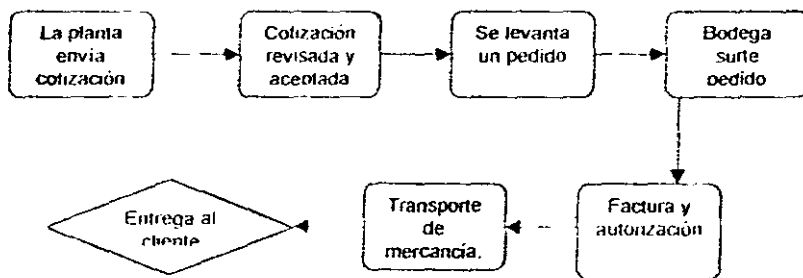 La planta
envía
cotización
Cotización
revisada y
aceptada
Se levanta
un pedido
Bodega
surte
pedido
Factura y
autorización
Transporte
de
mercancía.
Entrega al
cliente